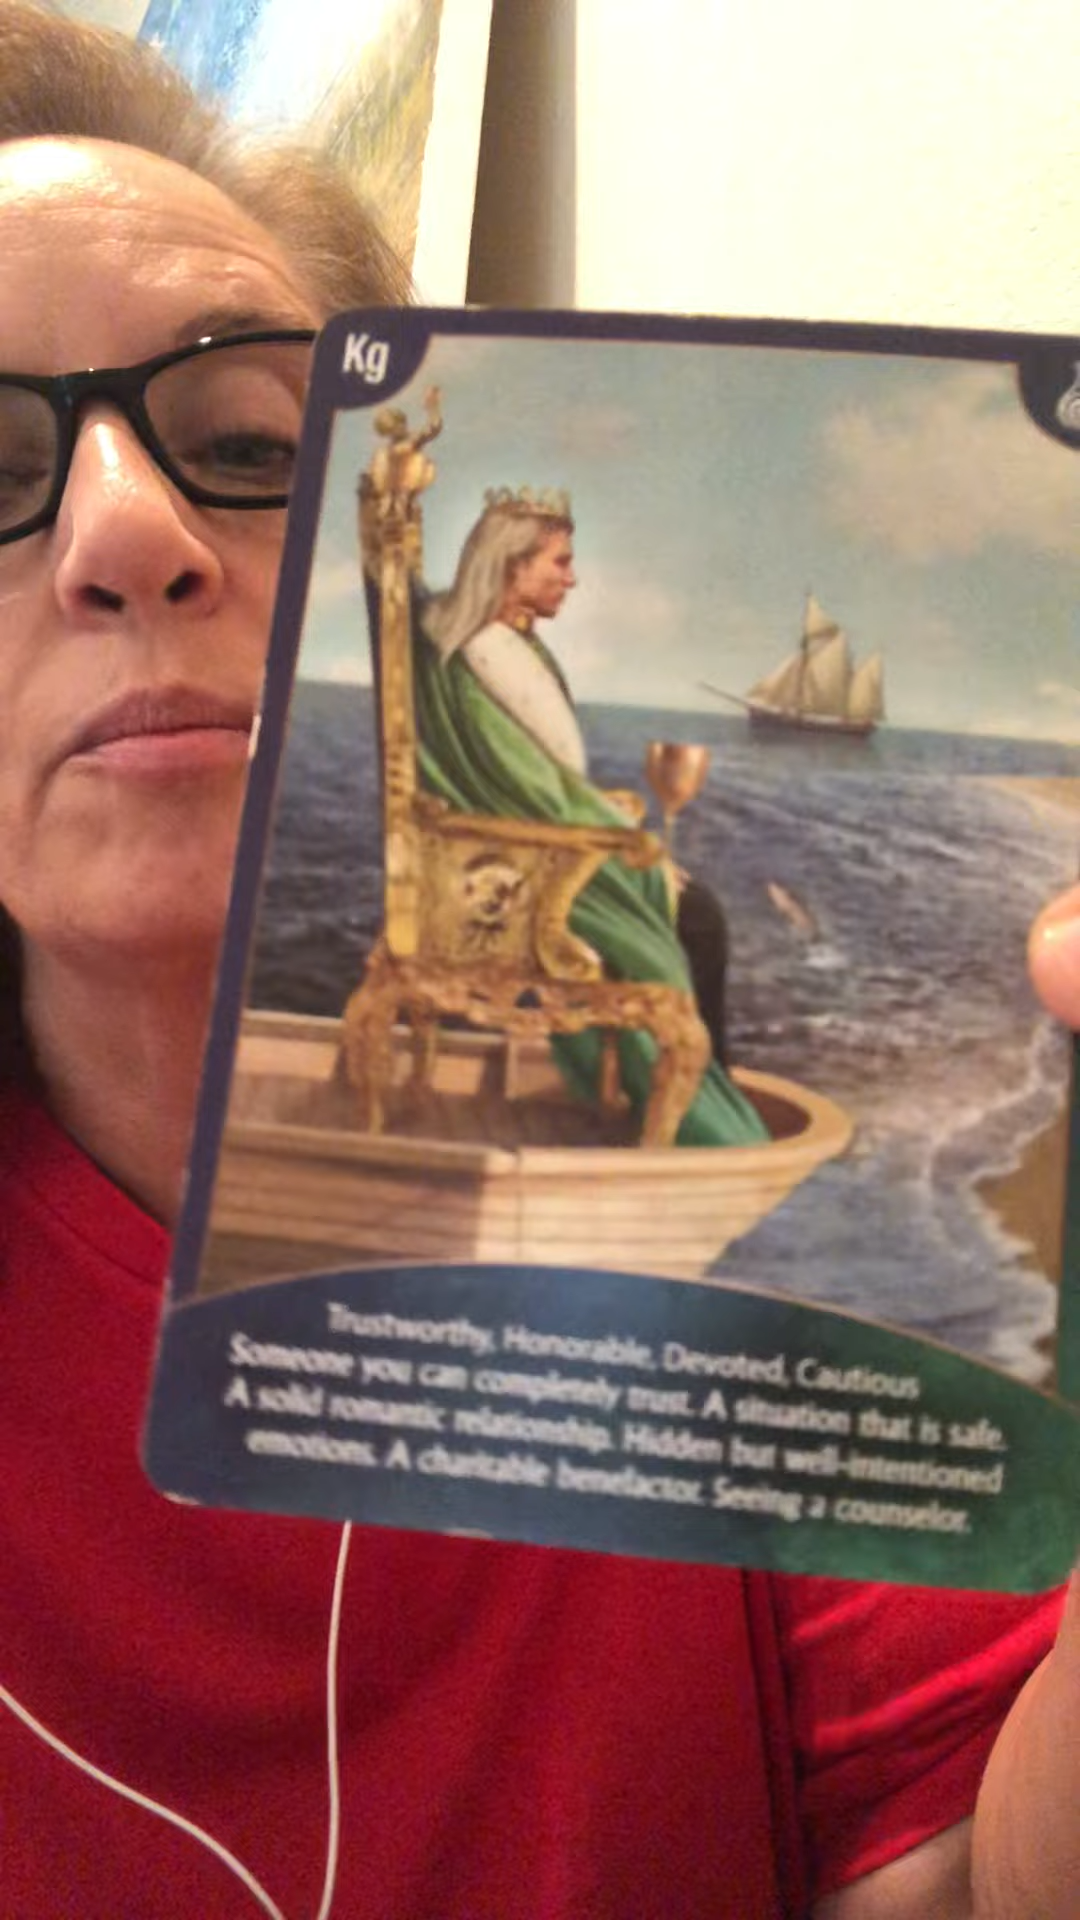 Kg
Trustworthy, Honorable, Devoted, Cautious
Someone you can completely trust. A situation that is safe.
A solid romantic relationship. Hidden but well-intentioned
emotions. A charitable benefactor. Seeing a counselor.